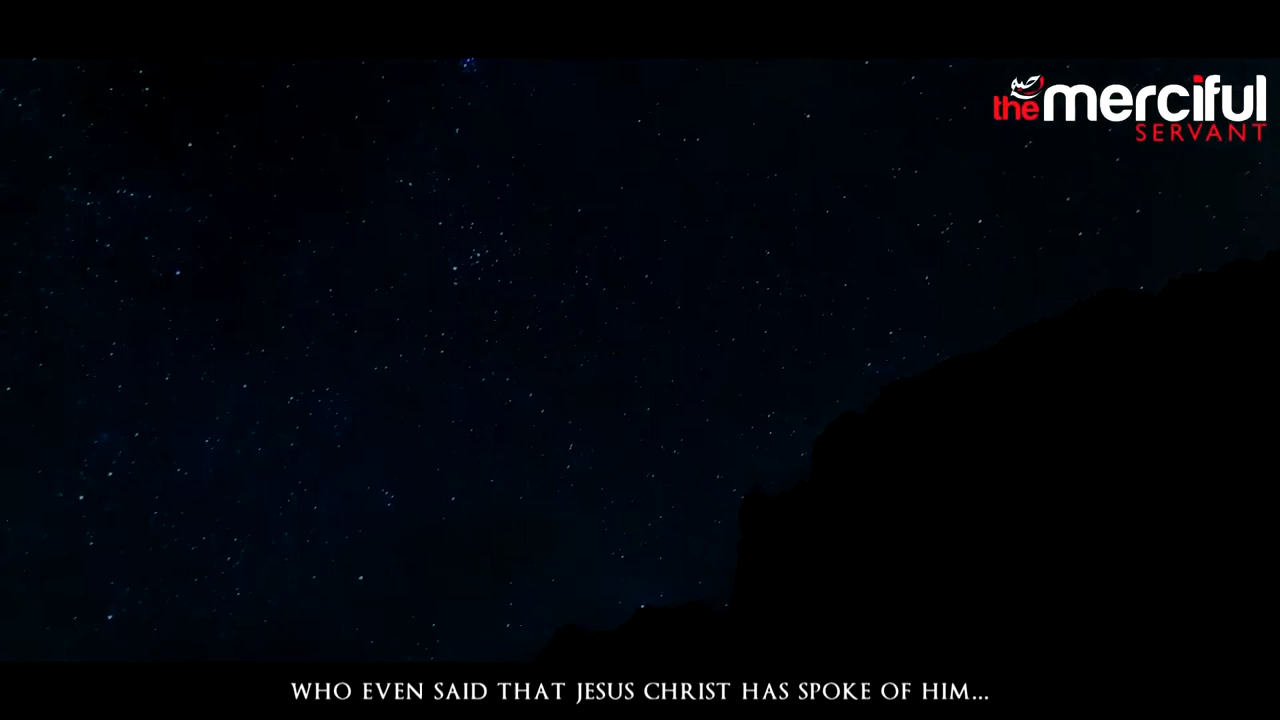 the merciful
SERVANT
WHO EVEN SAID THAT JESUS CHRIST HAS SPOKE OF HIM...